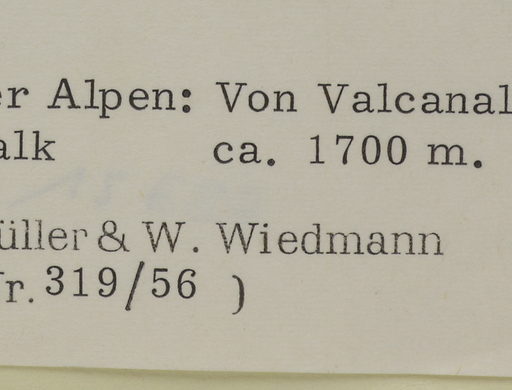 er Alpen: Von Valcanal
alk ca. 1700 m.
üller & W. Wiedmann
r. 319/56 )